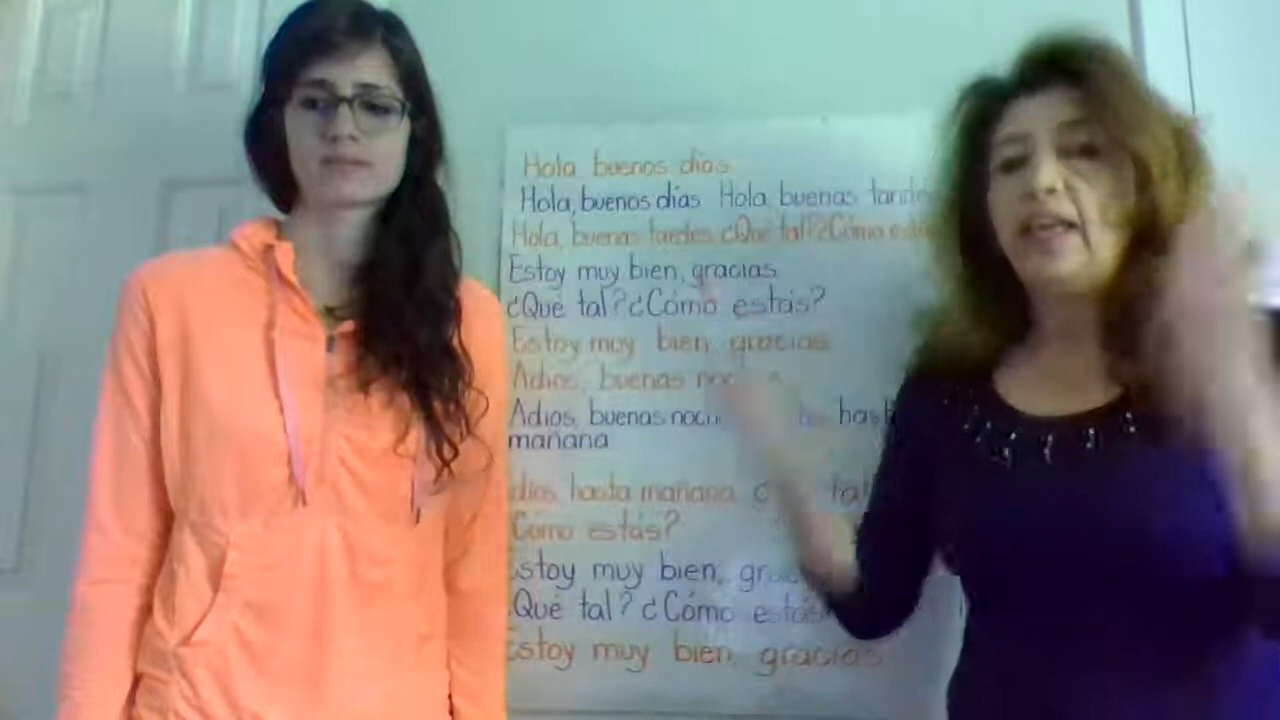 Hola buenos días
Hola, buenos días Hola buenas
Hola, buenas tardes ¿Qué tal? ¿Cómo
Estoy muy bien, gracias
¿Qué tal? ¿Cómo estás?
Estoy muy bien, gracias
Adiós, buenas
Adiós, buenas
mañana
hasta mañana
Cómo estás?
muy bien,
Qué tal? ¿Cómo
muy bien, gracias